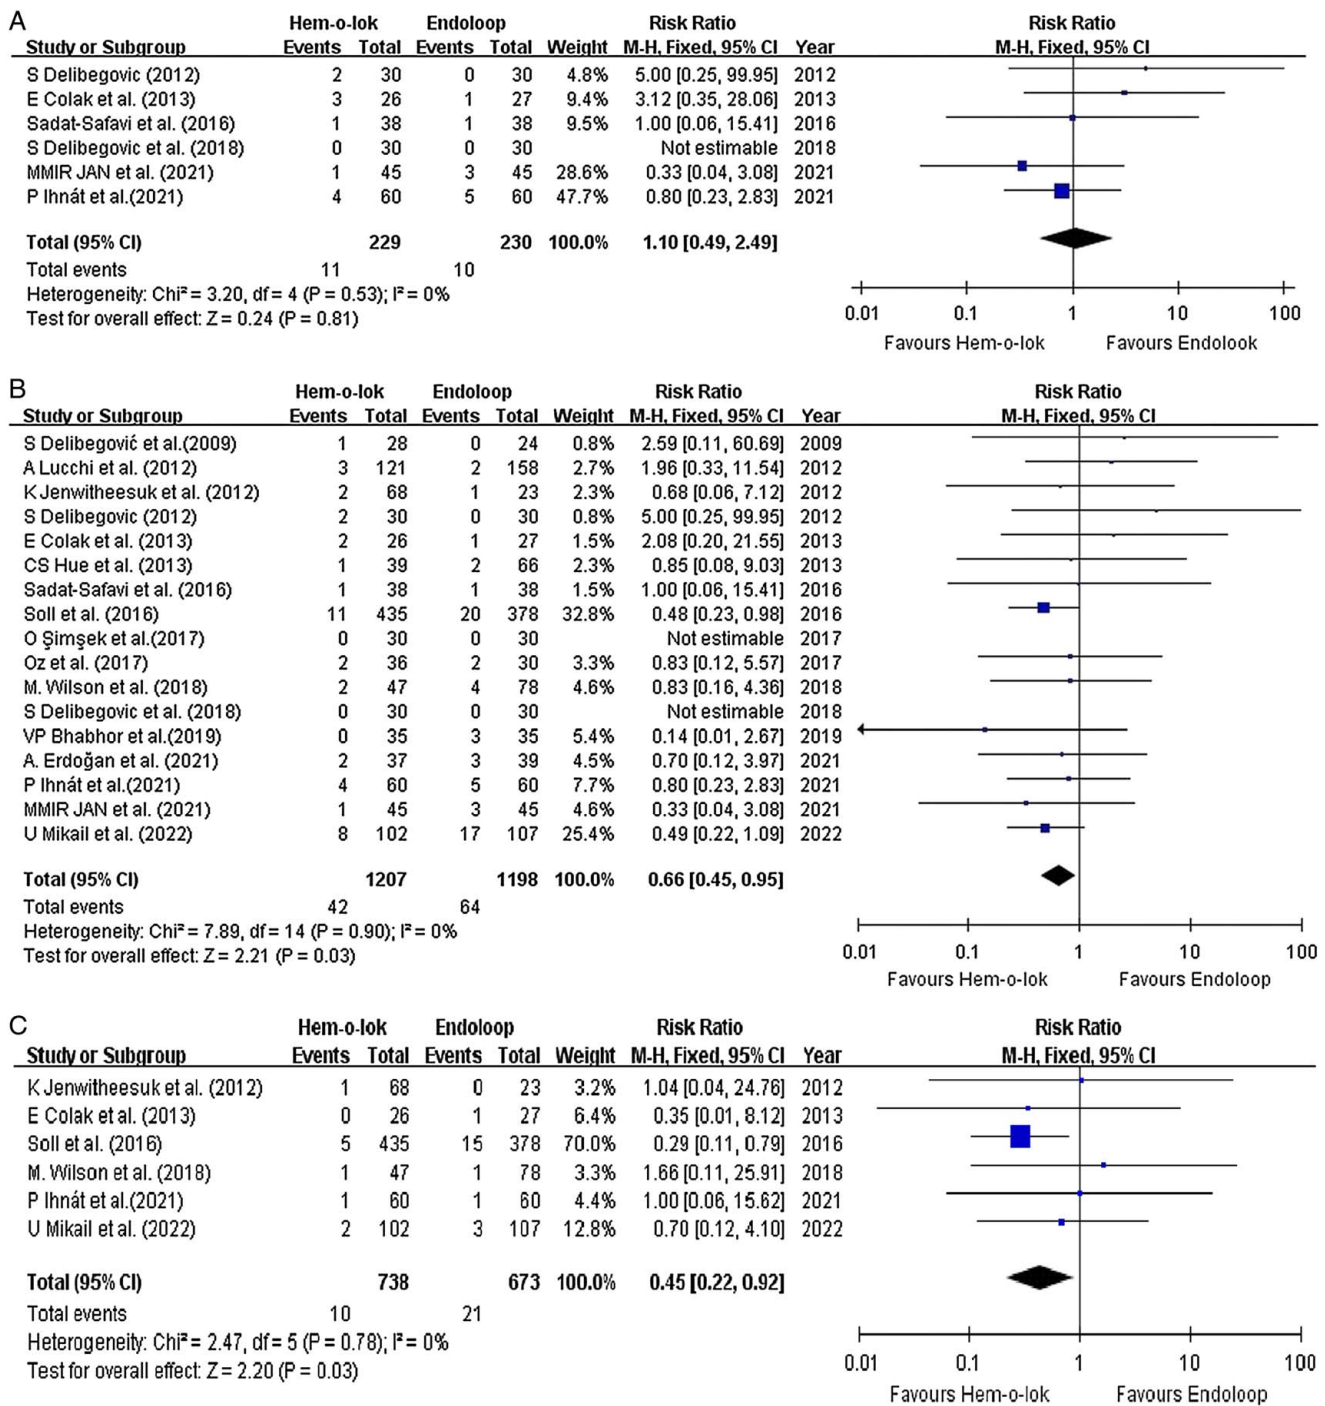 A
Hem-o-lok Endoloop Risk Ratio Risk Ratio
Study or Subgroup Events Total Events Total Weight M-H, Fixed, 95% CI Year M-H, Fixed, 95% CI
S Delibegovic (2012) 2 30 0 30 4.8% 5.00 [0.25, 99.95] 2012
E Colak et al. (2013) 3 26 1 27 9.4% 3.12 [0.35, 28.06] 2013
Sadat-Safavi et al. (2016) 1 38 1 38 9.5% 1.00 [0.06, 15.41] 2016
S Delibegovic et al. (2018) 0 30 0 30 Not estimable 2018
MMIR JAN et al. (2021) 1 45 3 45 28.6% 0.33 [0.04, 3.08] 2021
P Ihnát et al.(2021) 4 60 5 60 47.7% 0.80 [0.23, 2.83] 2021
Total (95% CI) 229 230 100.0% 1.10 [0.49, 2.49]
Total events 11 10
Heterogeneity: Chi² = 3.20, df = 4 (P = 0.53); I² = 0%
Test for overall effect: Z = 0.24 (P = 0.81)
0.01 0.1 1 10 100
Favours Hem-o-lok Favours Endolook
B
Hem-o-lok Endoloop Risk Ratio Risk Ratio
Study or Subgroup Events Total Events Total Weight M-H, Fixed, 95% CI Year M-H, Fixed, 95% CI
S Delibegović et al.(2009) 1 28 0 24 0.8% 2.59 [0.11, 60.69] 2009
A Lucchi et al. (2012) 3 121 2 158 2.7% 1.96 [0.33, 11.54] 2012
K Jenwitheesuk et al. (2012) 2 68 1 23 2.3% 0.68 [0.06, 7.12] 2012
S Delibegovic (2012) 2 30 0 30 0.8% 5.00 [0.25, 99.95] 2012
E Colak et al. (2013) 2 26 1 27 1.5% 2.08 [0.20, 21.55] 2013
CS Hue et al. (2013) 1 39 2 66 2.3% 0.85 [0.08, 9.03] 2013
Sadat-Safavi et al. (2016) 1 38 1 38 1.5% 1.00 [0.06, 15.41] 2016
Soll et al. (2016) 11 435 20 378 32.8% 0.48 [0.23, 0.98] 2016
O Şimşek et al.(2017) 0 30 0 30 Not estimable 2017
Oz et al. (2017) 2 36 2 30 3.3% 0.83 [0.12, 5.57] 2017
M. Wilson et al. (2018) 2 47 4 78 4.6% 0.83 [0.16, 4.36] 2018
S Delibegovic et al. (2018) 0 30 0 30 Not estimable 2018
VP Bhabhor et al.(2019) 0 35 3 35 5.4% 0.14 [0.01, 2.67] 2019
A. Erdoğan et al. (2021) 2 37 3 39 4.5% 0.70 [0.12, 3.97] 2021
P Ihnát et al.(2021) 4 60 5 60 7.7% 0.80 [0.23, 2.83] 2021
MMIR JAN et al. (2021) 1 45 3 45 4.6% 0.33 [0.04, 3.08] 2021
U Mikail et al. (2022) 8 102 17 107 25.4% 0.49 [0.22, 1.09] 2022
Total (95% CI) 1207 1198 100.0% 0.66 [0.45, 0.95]
Total events 42 64
Heterogeneity: Chi² = 7.89, df = 14 (P = 0.90); I² = 0%
Test for overall effect: Z = 2.21 (P = 0.03)
0.01 0.1 1 10 100
Favours Hem-o-lok Favours Endoloop
C
Hem-o-lok Endoloop Risk Ratio Risk Ratio
Study or Subgroup Events Total Events Total Weight M-H, Fixed, 95% CI Year M-H, Fixed, 95% CI
K Jenwitheesuk et al. (2012) 1 68 0 23 3.2% 1.04 [0.04, 24.76] 2012
E Colak et al. (2013) 0 26 1 27 6.4% 0.35 [0.01, 8.12] 2013
Soll et al. (2016) 5 435 15 378 70.0% 0.29 [0.11, 0.79] 2016
M. Wilson et al. (2018) 1 47 1 78 3.3% 1.66 [0.11, 25.91] 2018
P Ihnát et al.(2021) 1 60 1 60 4.4% 1.00 [0.06, 15.62] 2021
U Mikail et al. (2022) 2 102 3 107 12.8% 0.70 [0.12, 4.10] 2022
Total (95% CI) 738 673 100.0% 0.45 [0.22, 0.92]
Total events 10 21
Heterogeneity: Chi² = 2.47, df = 5 (P = 0.78); I² = 0%
Test for overall effect: Z = 2.20 (P = 0.03)
0.01 0.1 1 10 100
Favours Hem-o-lok Favours Endoloop